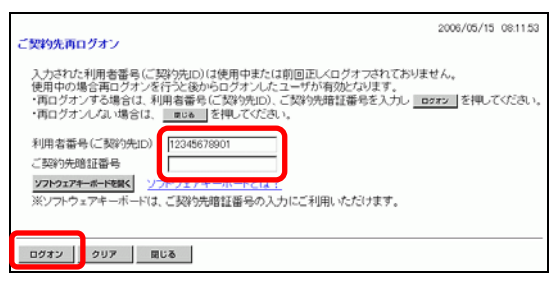 2006/05/15 08:11:53
ご契約先再ログオン
入力された利用者番号(ご契約先ID)は使用中または前回正しくログオフされておりません。
使用中の場合再ログオンを行うと後からログオンしたユーザが有効となります。
・再ログオンする場合は、利用者番号(ご契約先ID)、ご契約先暗証番号を入力し ログオン を押してください。
・再ログオンしない場合は、 閉じる を押してください。
利用者番号(ご契約先ID) 12345678901
ご契約先暗証番号
ソフトウェアキーボードを開く ソフトウェアキーボードとは？
※ソフトウェアキーボードは、ご契約先暗証番号の入力にご利用いただけます。
ログオン クリア 閉じる